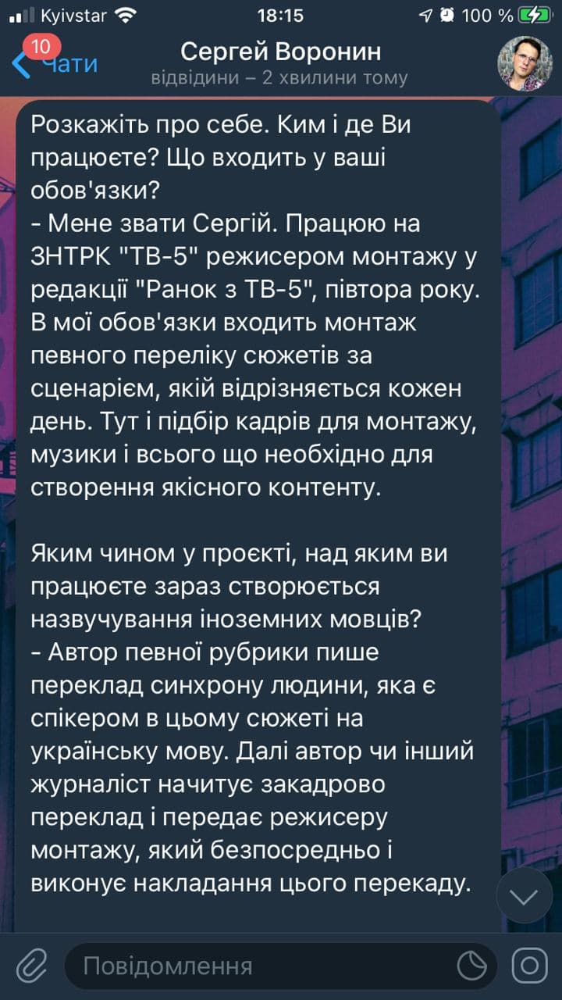 Kyivstar 18:15 100 %
10
Чати
Сергей Воронин
відвідини – 2 хвилини тому
Розкажіть про себе. Ким і де Ви
працюєте? Що входить у ваші
обов'язки?
- Мене звати Сергій. Працюю на
ЗНТРК "ТВ-5" режисером монтажу у
редакції "Ранок з ТВ-5", півтора року.
В мої обов'язки входить монтаж
певного переліку сюжетів за
сценарієм, якій відрізняється кожен
день. Тут і підбір кадрів для монтажу,
музики і всього що необхідно для
створення якісного контенту.
Яким чином у проєкті, над яким ви
працюєте зараз створюється
назвучування іноземних мовців?
- Автор певної рубрики пише
переклад синхрону людини, яка є
спікером в цьому сюжеті на
українську мову. Далі автор чи інший
журналіст начитує закадрово
переклад і передає режисеру
монтажу, який безпосредньо і
виконує накладання цього перекаду.
Повідомлення